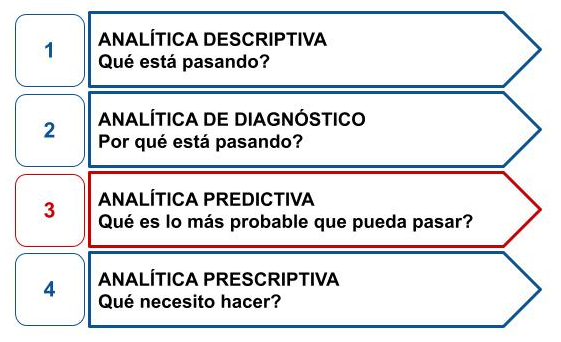 1
ANALÍTICA DESCRIPTIVA
Qué está pasando?
2
ANALÍTICA DE DIAGNÓSTICO
Por qué está pasando?
3
ANALÍTICA PREDICTIVA
Qué es lo más probable que pueda pasar?
4
ANALÍTICA PRESCRIPTIVA
Qué necesito hacer?